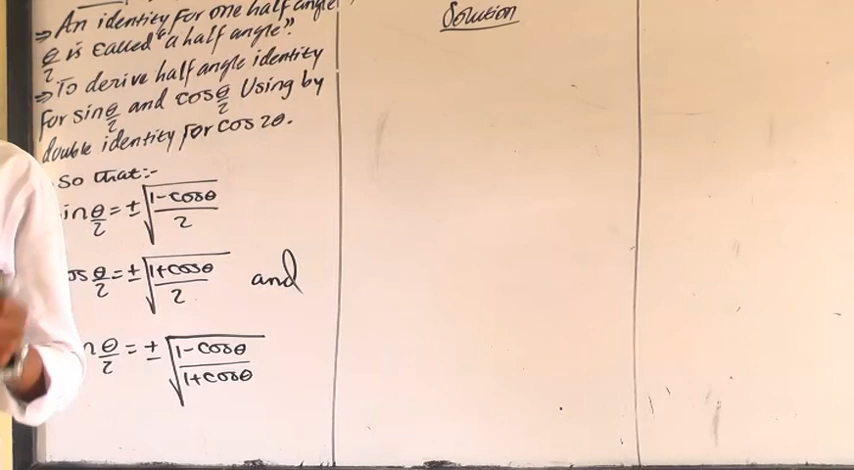 ⇒ An identity for one half angle
θ/2 is called "a half angle".
⇒ To derive half angle identity
for sin θ/2 and cos θ/2 Using by
double identity for cos 2θ.
So that:-
in θ/2 = ± √((1-cosθ)/2)
os θ/2 = ± √((1+cosθ)/2) and
n θ/2 = ± √((1-cosθ)/(1+cosθ))
Solution